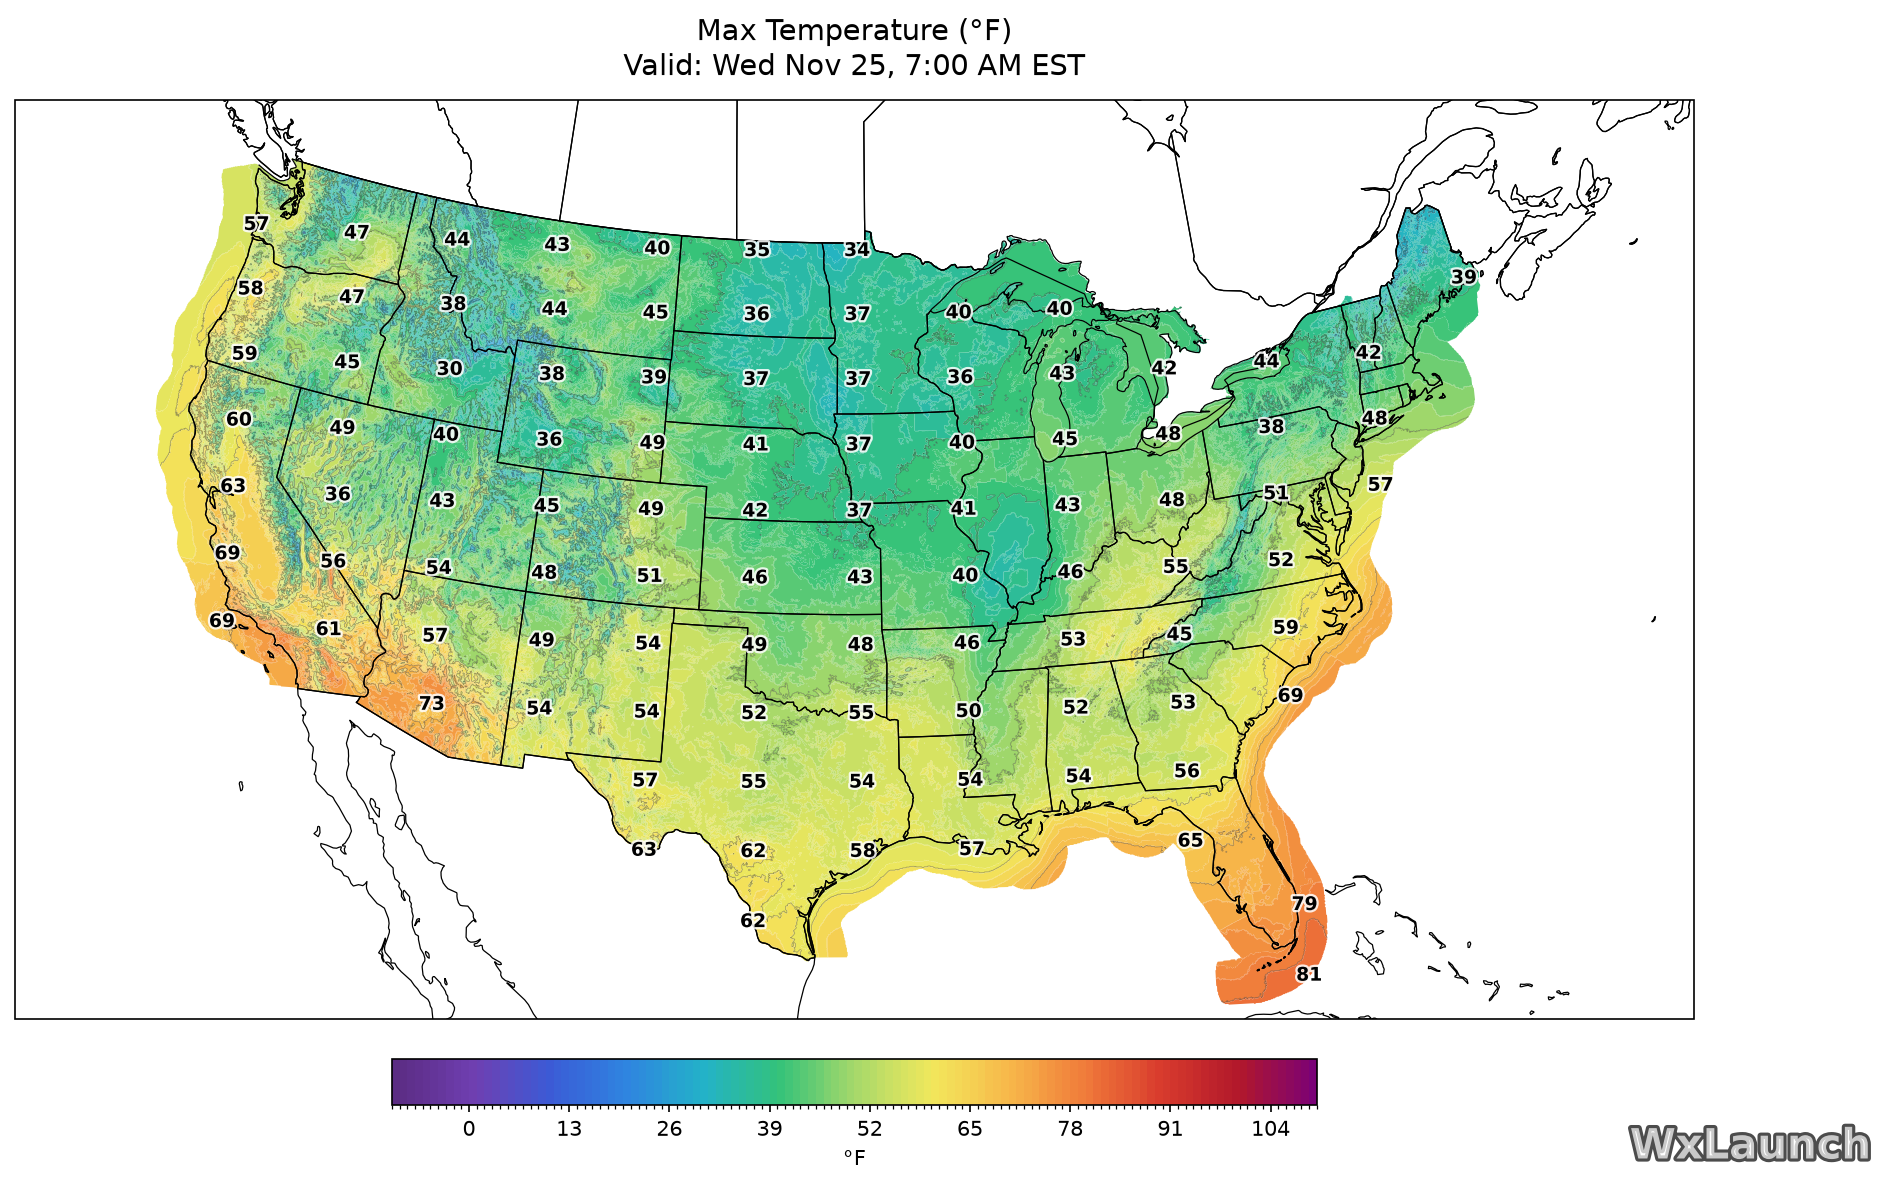 Max Temperature (°F)
Valid: Wed Nov 25, 7:00 AM EST
57 47 44 43 40 35 34
58 47 38 44 45 36 37 40 40 39
59 45 30 38 39 37 37 36 43 42 44 42
60 49 40 36 49 41 37 40 45 48 38 48
63 36 43 45 49 42 37 41 43 48 51 57
69 56 54 48 51 46 43 40 46 55 52
69 61 57 49 54 49 48 46 53 45 59
73 54 54 52 55 50 52 53 69
57 55 54 54 54 56
63 62 58 57 65
62 79
81
0 13 26 39 52 65 78 91 104
°F
WxLaunch